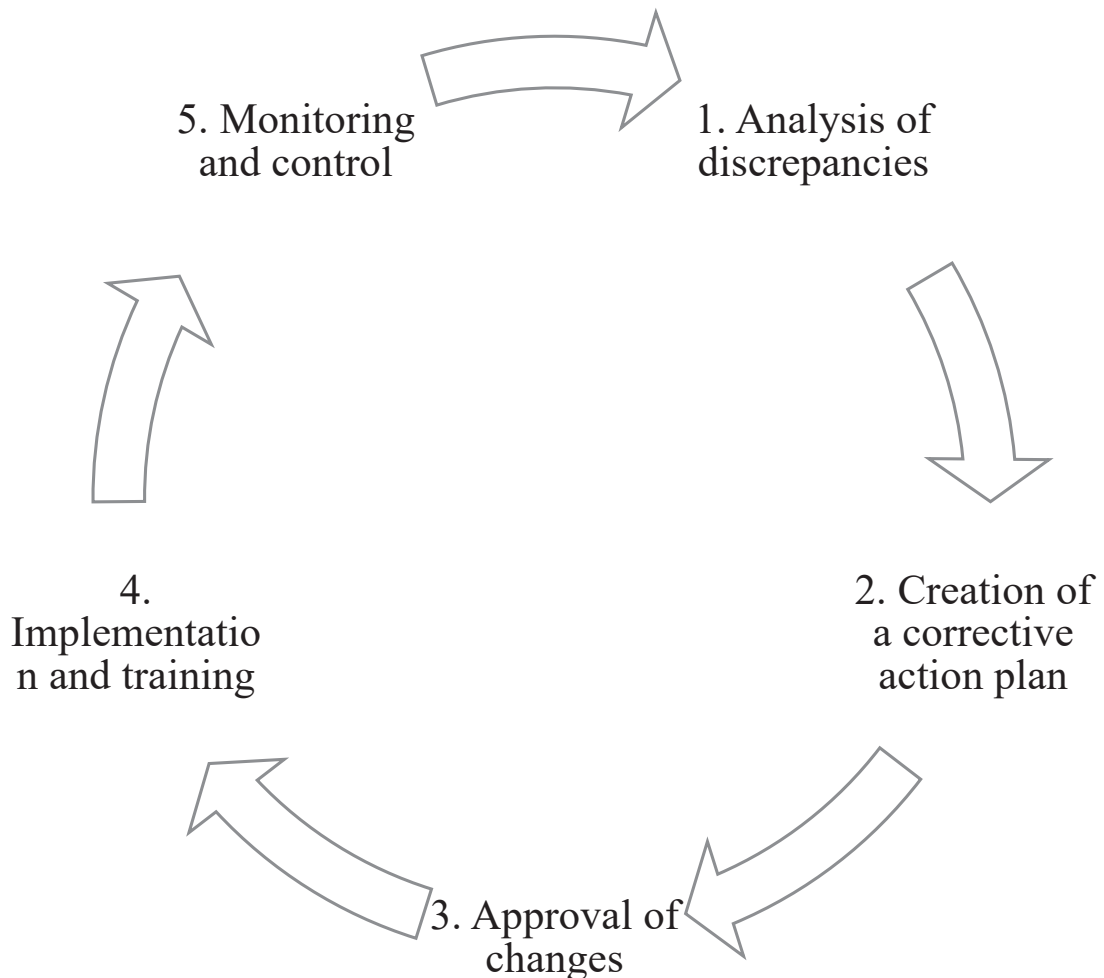 1. Analysis of
discrepancies
2. Creation of
a corrective
action plan
3. Approval of
changes
4.
Implementatio
n and training
5. Monitoring
and control